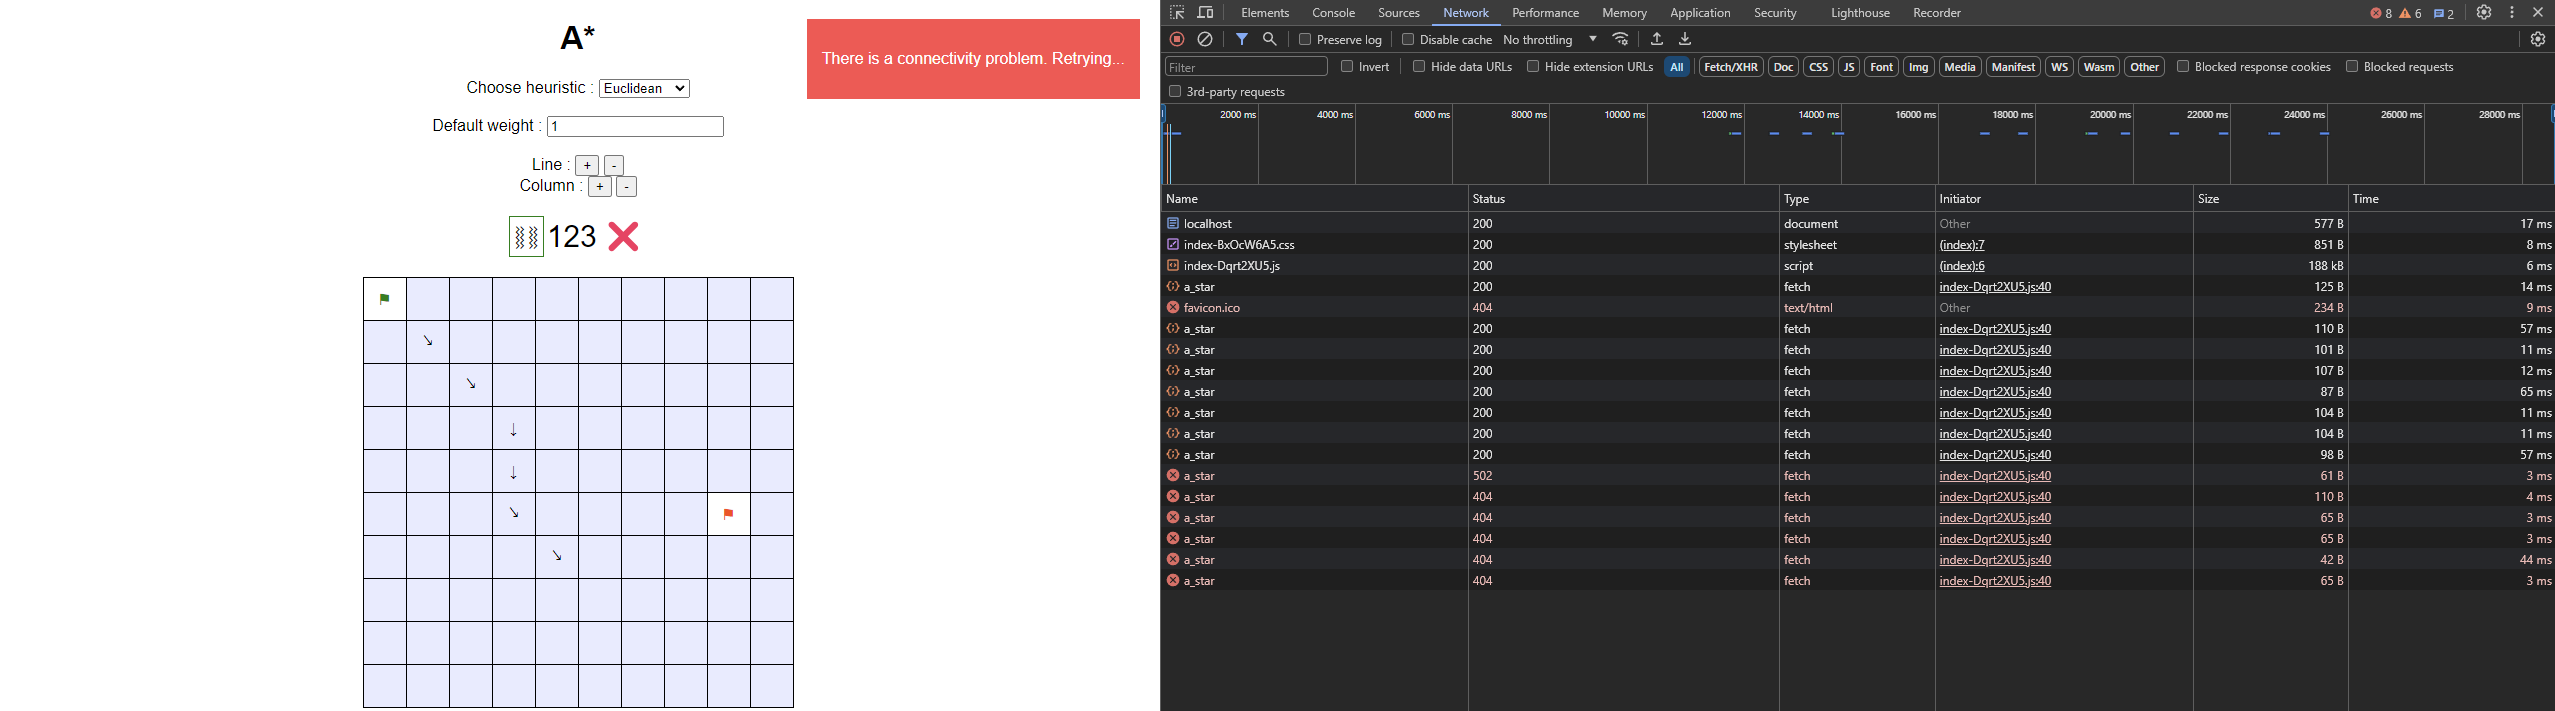 A*
There is a connectivity problem. Retrying...
Choose heuristic : Euclidean
Default weight : 1
Line : + -
Column : + -
123
Elements Console Sources Network Performance Memory Application Security Lighthouse Recorder 8 6 2
Preserve log Disable cache No throttling
Filter Invert Hide data URLs Hide extension URLs All Fetch/XHR Doc CSS JS Font Img Media Manifest WS Wasm Other Blocked response cookies Blocked requests
3rd-party requests
2000 ms 4000 ms 6000 ms 8000 ms 10000 ms 12000 ms 14000 ms 16000 ms 18000 ms 20000 ms 22000 ms 24000 ms 26000 ms 28000 ms
Name Status Type Initiator Size Time
localhost 200 document Other 577 B 17 ms
index-BxOcW6A5.css 200 stylesheet (index):7 851 B 8 ms
index-Dqrt2XU5.js 200 script (index):6 188 kB 6 ms
a_star 200 fetch index-Dqrt2XU5.js:40 125 B 14 ms
favicon.ico 404 text/html Other 234 B 9 ms
a_star 200 fetch index-Dqrt2XU5.js:40 110 B 57 ms
a_star 200 fetch index-Dqrt2XU5.js:40 101 B 11 ms
a_star 200 fetch index-Dqrt2XU5.js:40 107 B 12 ms
a_star 200 fetch index-Dqrt2XU5.js:40 87 B 65 ms
a_star 200 fetch index-Dqrt2XU5.js:40 104 B 11 ms
a_star 200 fetch index-Dqrt2XU5.js:40 104 B 11 ms
a_star 200 fetch index-Dqrt2XU5.js:40 98 B 57 ms
a_star 502 fetch index-Dqrt2XU5.js:40 61 B 3 ms
a_star 404 fetch index-Dqrt2XU5.js:40 110 B 4 ms
a_star 404 fetch index-Dqrt2XU5.js:40 65 B 3 ms
a_star 404 fetch index-Dqrt2XU5.js:40 65 B 3 ms
a_star 404 fetch index-Dqrt2XU5.js:40 42 B 44 ms
a_star 404 fetch index-Dqrt2XU5.js:40 65 B 3 ms